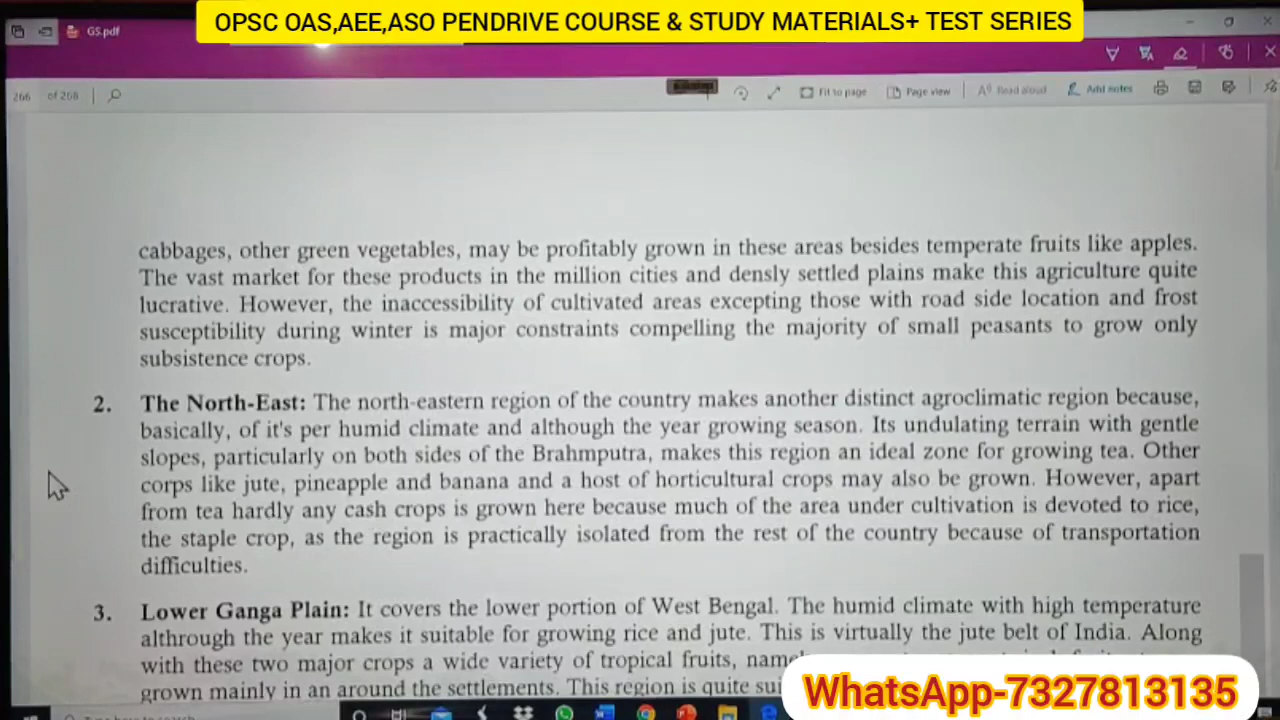 OPSC OAS,AEE,ASO PENDRIVE COURSE & STUDY MATERIALS+ TEST SERIES
GS.pdf
266 of 268 Fit to page Page view Read aloud Add notes
cabbages, other green vegetables, may be profitably grown in these areas besides temperate fruits like apples.
The vast market for these products in the million cities and densly settled plains make this agriculture quite
lucrative. However, the inaccessibility of cultivated areas excepting those with road side location and frost
susceptibility during winter is major constraints compelling the majority of small peasants to grow only
subsistence crops.
2. The North-East: The north-eastern region of the country makes another distinct agroclimatic region because,
basically, of it's per humid climate and although the year growing season. Its undulating terrain with gentle
slopes, particularly on both sides of the Brahmputra, makes this region an ideal zone for growing tea. Other
corps like jute, pineapple and banana and a host of horticultural crops may also be grown. However, apart
from tea hardly any cash crops is grown here because much of the area under cultivation is devoted to rice,
the staple crop, as the region is practically isolated from the rest of the country because of transportation
difficulties.
3. Lower Ganga Plain: It covers the lower portion of West Bengal. The humid climate with high temperature
althrough the year makes it suitable for growing rice and jute. This is virtually the jute belt of India. Along
with these two major crops a wide variety of tropical fruits,
grown mainly in an around the settlements. This region is quite
WhatsApp-7327813135